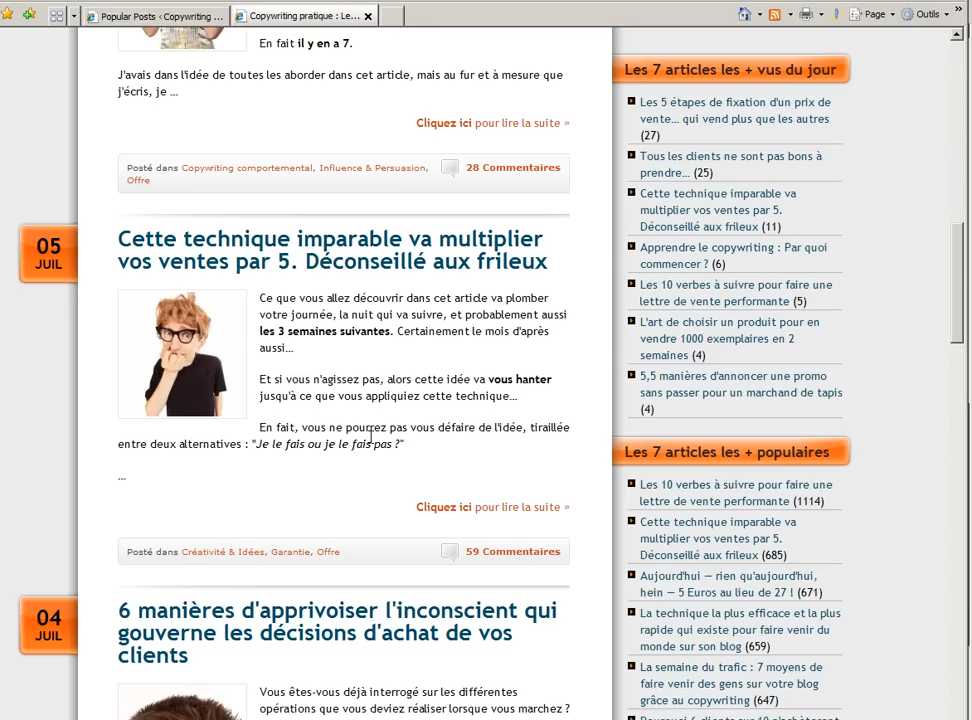 Popular Posts ‹ Copywriting ...
Copywriting pratique : Le...
Page
Outils
»
En fait il y en a 7.
J'avais dans l'idée de toutes les aborder dans cet article, mais au fur et à mesure que
j'écris, je …
Cliquez ici pour lire la suite »
Posté dans Copywriting comportemental, Influence & Persuasion,
Offre
28 Commentaires
05
JUIL
Cette technique imparable va multiplier
vos ventes par 5. Déconseillé aux frileux
Ce que vous allez découvrir dans cet article va plomber
votre journée, la nuit qui va suivre, et probablement aussi
les 3 semaines suivantes. Certainement le mois d'après
aussi…
Et si vous n'agissez pas, alors cette idée va vous hanter
jusqu'à ce que vous appliquiez cette technique…
En fait, vous ne pourrez pas vous défaire de l'idée, tiraillée
entre deux alternatives : "Je le fais ou je le fais pas ?"
…
Cliquez ici pour lire la suite »
Posté dans Créativité & Idées, Garantie, Offre
59 Commentaires
04
JUIL
6 manières d'apprivoiser l'inconscient qui
gouverne les décisions d'achat de vos
clients
Vous êtes-vous déjà interrogé sur les différentes
opérations que vous deviez réaliser lorsque vous marchez ?
Les 7 articles les + vus du jour
Les 5 étapes de fixation d'un prix de
vente… qui vend plus que les autres
(27)
Tous les clients ne sont pas bons à
prendre… (25)
Cette technique imparable va
multiplier vos ventes par 5.
Déconseillé aux frileux (11)
Apprendre le copywriting : Par quoi
commencer ? (6)
Les 10 verbes à suivre pour faire une
lettre de vente performante (5)
L'art de choisir un produit pour en
vendre 1000 exemplaires en 2
semaines (4)
5,5 manières d'annoncer une promo
sans passer pour un marchand de tapis
(4)
Les 7 articles les + populaires
Les 10 verbes à suivre pour faire une
lettre de vente performante (1114)
Cette technique imparable va
multiplier vos ventes par 5.
Déconseillé aux frileux (685)
Aujourd'hui — rien qu'aujourd'hui,
hein — 5 Euros au lieu de 27 ! (671)
La technique la plus efficace et la plus
rapide qui existe pour faire venir du
monde sur son blog (659)
La semaine du trafic : 7 moyens de
faire venir des gens sur votre blog
grâce au copywriting (647)
Pourquoi 6 clients sur 10 n'achèteront